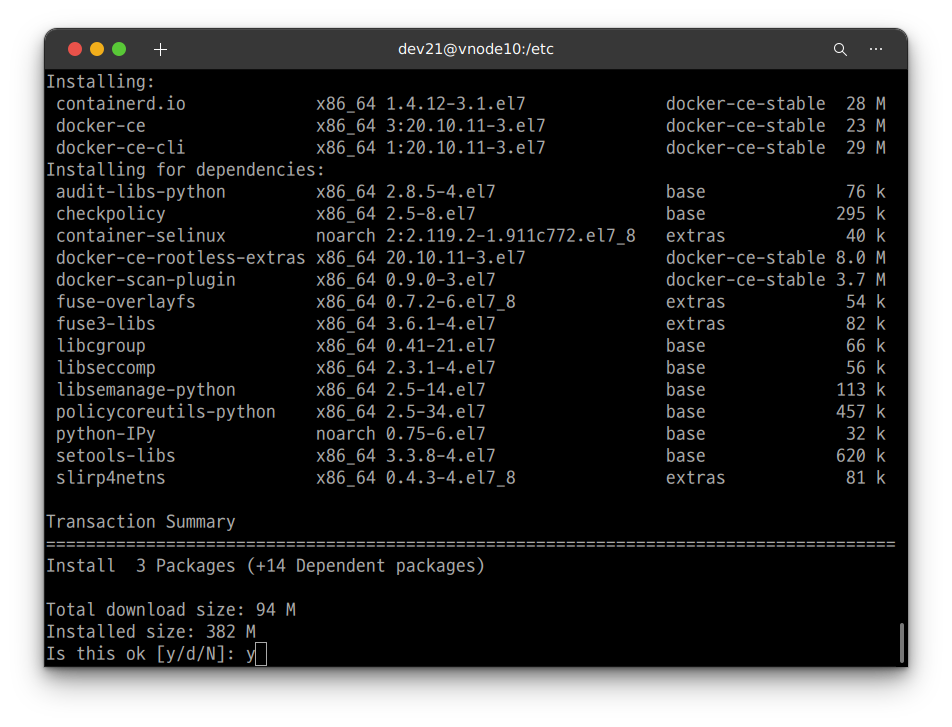 dev21@vnode10:/etc
Installing:
 containerd.io             x86_64 1.4.12-3.1.el7              docker-ce-stable  28 M
 docker-ce                 x86_64 3:20.10.11-3.el7            docker-ce-stable  23 M
 docker-ce-cli             x86_64 1:20.10.11-3.el7            docker-ce-stable  29 M
Installing for dependencies:
 audit-libs-python         x86_64 2.8.5-4.el7                 base              76 k
 checkpolicy               x86_64 2.5-8.el7                   base             295 k
 container-selinux         noarch 2:2.119.2-1.911c772.el7_8   extras            40 k
 docker-ce-rootless-extras x86_64 20.10.11-3.el7              docker-ce-stable 8.0 M
 docker-scan-plugin        x86_64 0.9.0-3.el7                 docker-ce-stable 3.7 M
 fuse-overlayfs            x86_64 0.7.2-6.el7_8               extras            54 k
 fuse3-libs                x86_64 3.6.1-4.el7                 extras            82 k
 libcgroup                 x86_64 0.41-21.el7                 base              66 k
 libseccomp                x86_64 2.3.1-4.el7                 base              56 k
 libsemanage-python        x86_64 2.5-14.el7                  base             113 k
 policycoreutils-python    x86_64 2.5-34.el7                  base             457 k
 python-IPy                noarch 0.75-6.el7                  base              32 k
 setools-libs              x86_64 3.3.8-4.el7                 base             620 k
 slirp4netns               x86_64 0.4.3-4.el7_8               extras            81 k
Transaction Summary
=====================================================================================
Install  3 Packages (+14 Dependent packages)
Total download size: 94 M
Installed size: 382 M
Is this ok [y/d/N]: y